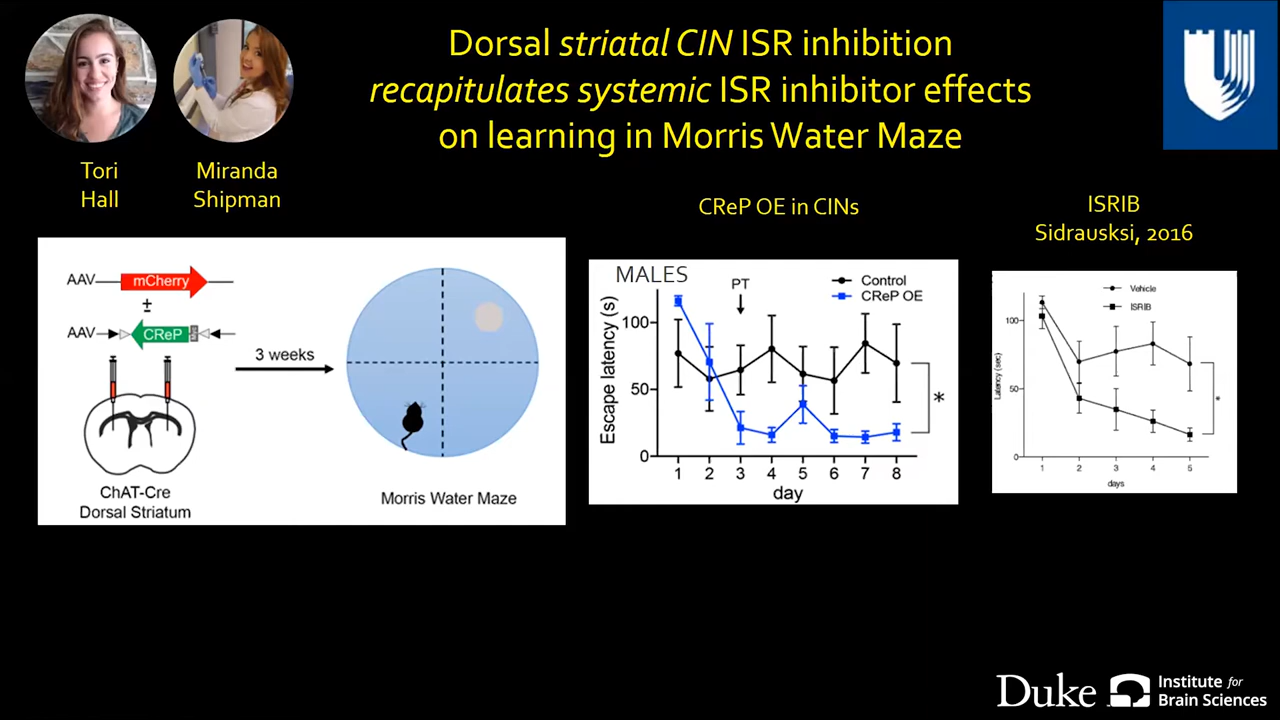 Dorsal striatal CIN ISR inhibition
recapitulates systemic ISR inhibitor effects
on learning in Morris Water Maze
Tori
Hall
Miranda
Shipman
CReP OE in CINs
ISRIB
Sidrausksi, 2016
AAV
mCherry
±
AAV
CReP
3 weeks
ChAT-Cre
Dorsal Striatum
Morris Water Maze
MALES
PT
Control
CReP OE
Escape latency (s)
100
50
0
1 2 3 4 5 6 7 8
day
*
Vehicle
ISRIB
Latency (sec)
100
50
0
1 2 3 4 5
days
*
Duke
Institute for
Brain Sciences